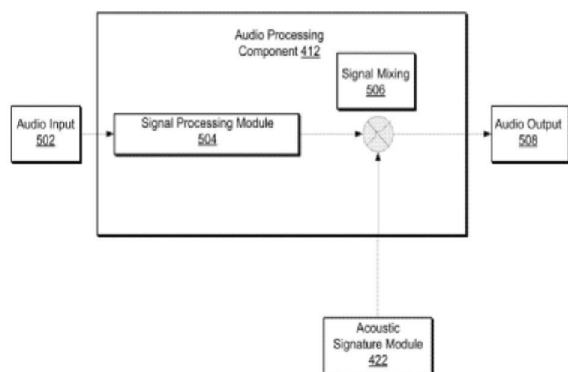 Audio Processing
Component 412
Signal Mixing
506
Audio Input
502
Signal Processing Module
504
Audio Output
508
Acoustic
Signature Module
422